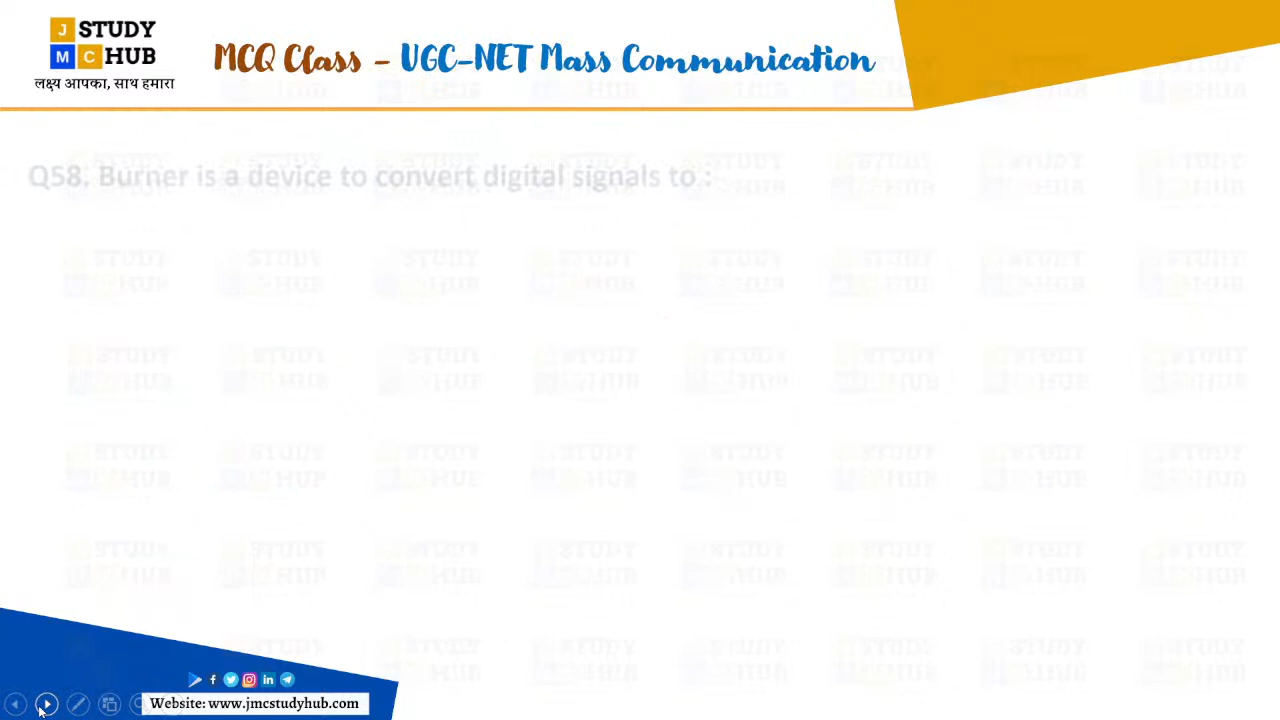 J STUDY
M C HUB
लक्ष्य आपका, साथ हमारा
MCQ Class - UGC-NET Mass Communication
Q58. Burner is a device to convert digital signals to :
Website: www.jmcstudyhub.com